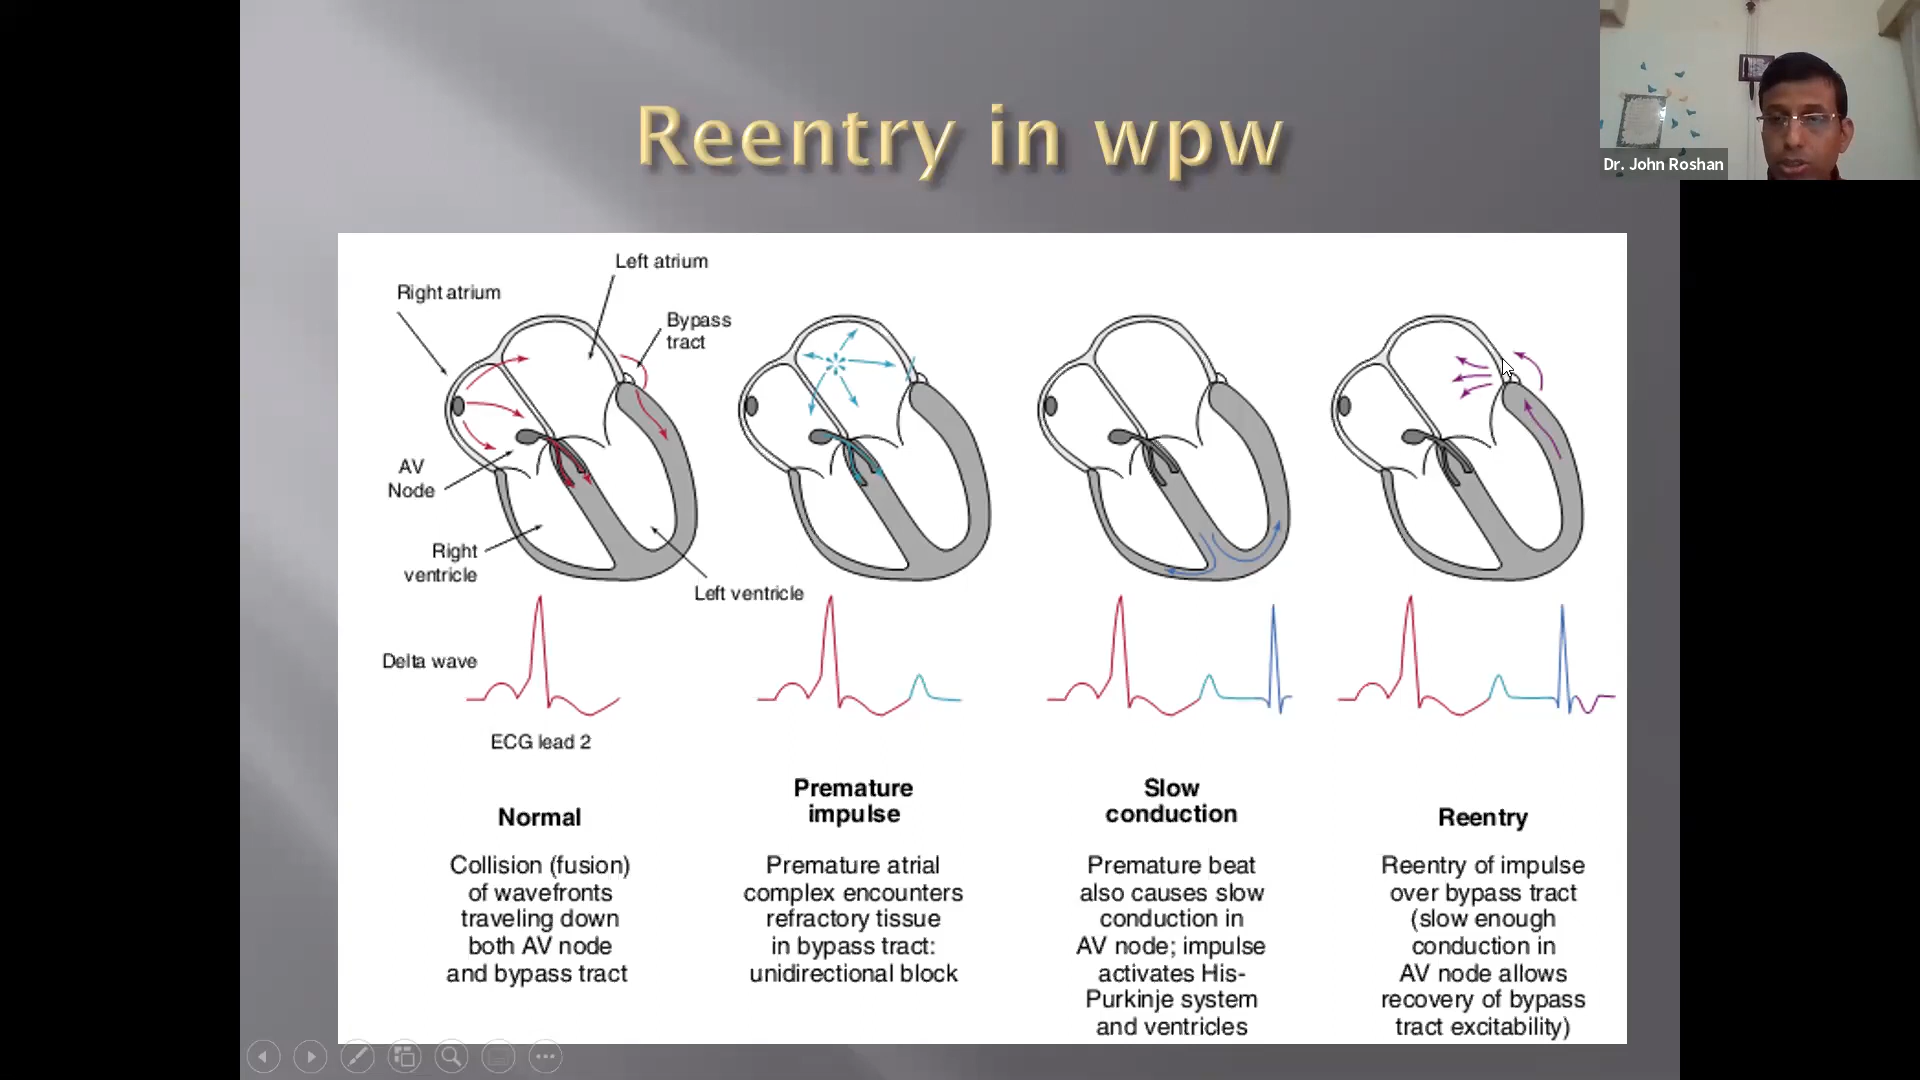 Reentry in wpw
Dr. John Roshan
Left atrium
Right atrium
Bypass
tract
AV
Node
Right
ventricle
Left ventricle
Delta wave
ECG lead 2
Normal
Collision (fusion)
of wavefronts
traveling down
both AV node
and bypass tract
Premature
impulse
Premature atrial
complex encounters
refractory tissue
in bypass tract:
unidirectional block
Slow
conduction
Premature beat
also causes slow
conduction in
AV node; impulse
activates His-
Purkinje system
and ventricles
Reentry
Reentry of impulse
over bypass tract
(slow enough
conduction in
AV node allows
recovery of bypass
tract excitability)